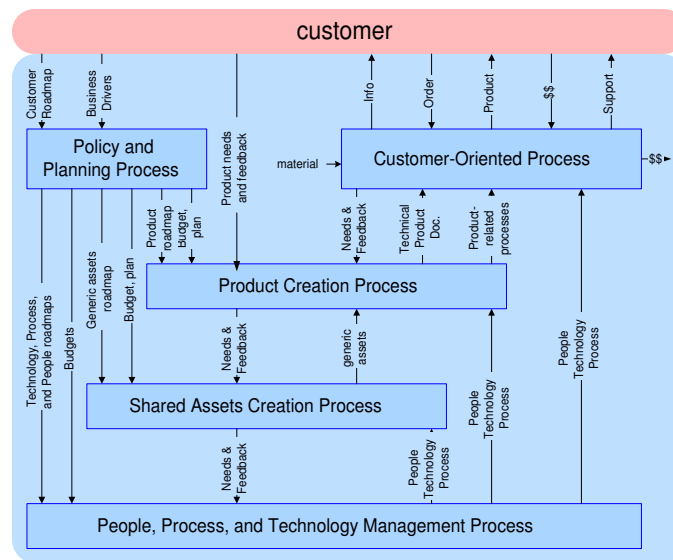 customer
Customer
Roadmap
Business
Drivers
Product needs
and feedback
Info
Order
Product
$$
Support
Policy and
Planning Process
material
Customer-Oriented Process
$$
Product
roadmap
Budget,
plan
Needs &
Feedback
Technical
Product
Doc.
Product-
related
processes
Technology, Process,
and People roadmaps
Budgets
Generic assets
roadmap
Budget, plan
Product Creation Process
Needs &
Feedback
generic
assets
People
Technology
Process
Shared Assets Creation Process
People
Technology
Process
Needs &
Feedback
People
Technology
Process
People, Process, and Technology Management Process